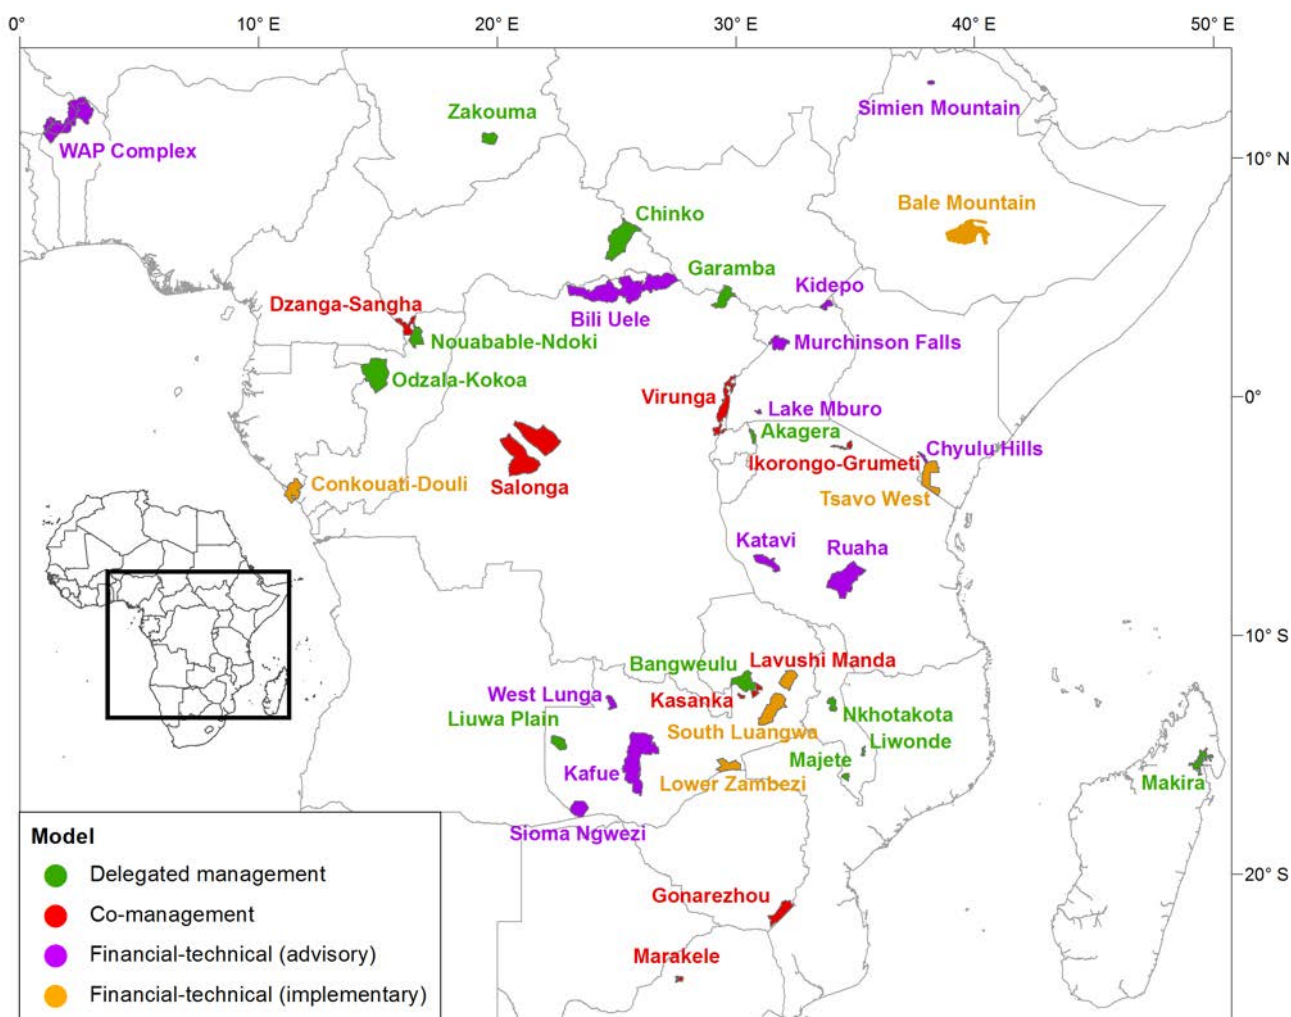 0°
10° E
20° E
30° E
40° E
50° E
Simien Mountain
Zakouma
WAP Complex
10° N
Bale Mountain
Chinko
Garamba
Kidepo
Dzanga-Sangha
Bili Uele
Nouabable-Ndoki
Murchinson Falls
Odzala-Kokoa
Virunga
0°
Lake Mburo
Akagera
Chyulu Hills
Ikorongo-Grumeti
Conkouati-Douli
Salonga
Tsavo West
Katavi
Ruaha
10° S
Bangweulu
Lavushi Manda
West Lunga
Kasanka
Liuwa Plain
Nkhotakota
South Luangwa
Liwonde
Majete
Kafue
Lower Zambezi
Makira
Sioma Ngwezi
20° S
Gonarezhou
Marakele
Model
Delegated management
Co-management
Financial-technical (advisory)
Financial-technical (implementary)